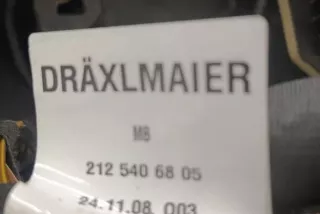 DRÄXLMAIER
MB
212 540 68 05
24.11.08 003